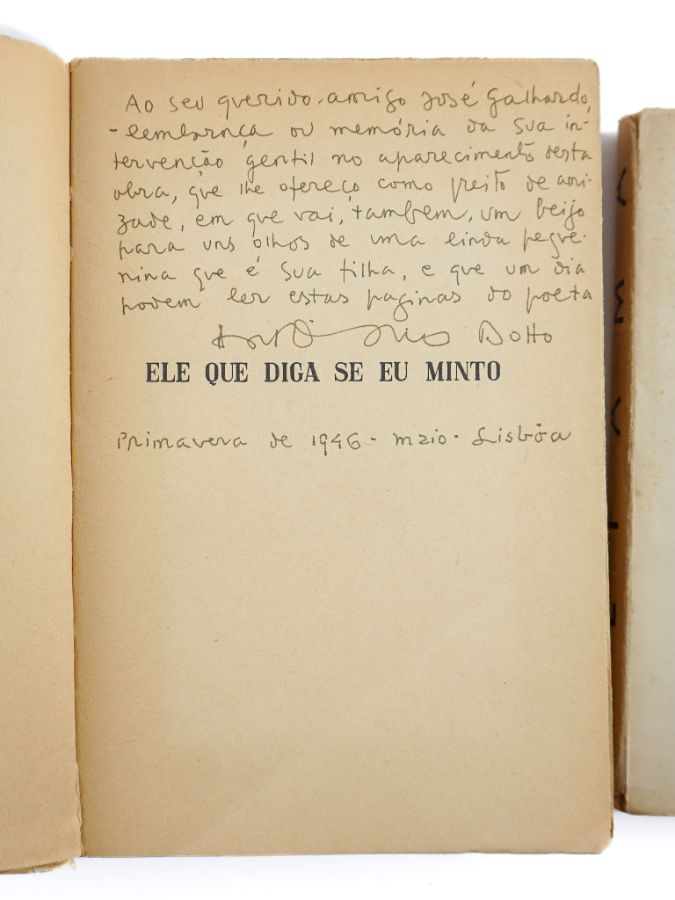 Ao seu querido amigo José Galhardo,
- lembrança ou memória da sua in-
tervenção gentil no aparecimento desta
obra, que lhe ofereço como preito de ami-
zade, em que vai, tambem, um beijo
para uns olhos de uma linda peque-
nina que é sua filha, e que um dia
podem ler estas paginas do poeta
Botto
ELE QUE DIGA SE EU MINTO
Primavera de 1946 - maio - Lisbôa